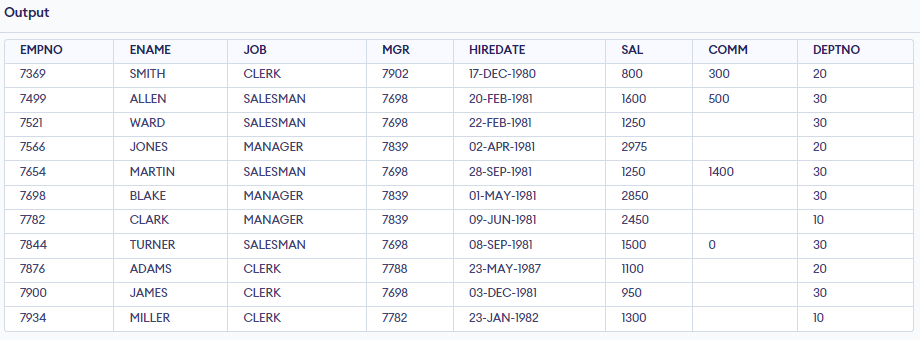 Output
EMPNO ENAME JOB MGR HIREDATE SAL COMM DEPTNO
7369 SMITH CLERK 7902 17-DEC-1980 800 300 20
7499 ALLEN SALESMAN 7698 20-FEB-1981 1600 500 30
7521 WARD SALESMAN 7698 22-FEB-1981 1250 30
7566 JONES MANAGER 7839 02-APR-1981 2975 20
7654 MARTIN SALESMAN 7698 28-SEP-1981 1250 1400 30
7698 BLAKE MANAGER 7839 01-MAY-1981 2850 30
7782 CLARK MANAGER 7839 09-JUN-1981 2450 10
7844 TURNER SALESMAN 7698 08-SEP-1981 1500 0 30
7876 ADAMS CLERK 7788 23-MAY-1987 1100 20
7900 JAMES CLERK 7698 03-DEC-1981 950 30
7934 MILLER CLERK 7782 23-JAN-1982 1300 10